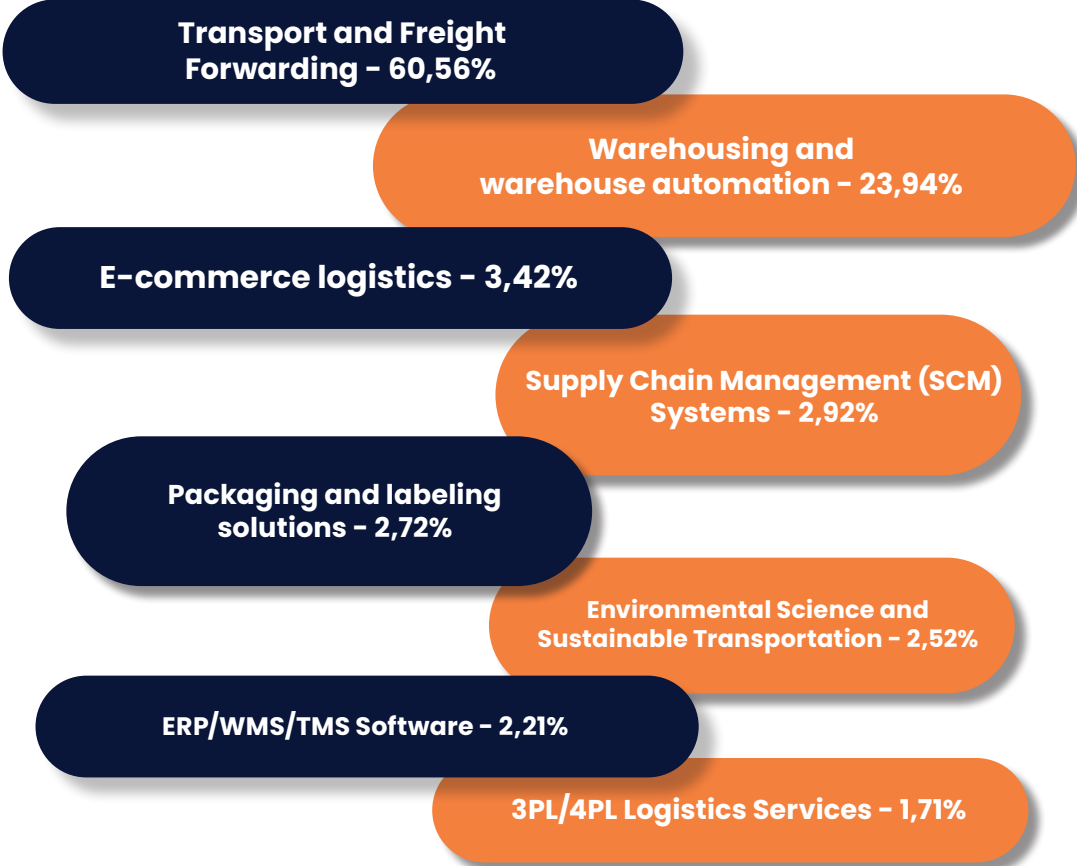 Transport and Freight
Forwarding - 60,56%
Warehousing and
warehouse automation - 23,94%
E-commerce logistics - 3,42%
Supply Chain Management (SCM)
Systems - 2,92%
Packaging and labeling
solutions - 2,72%
Environmental Science and
Sustainable Transportation - 2,52%
ERP/WMS/TMS Software - 2,21%
3PL/4PL Logistics Services - 1,71%